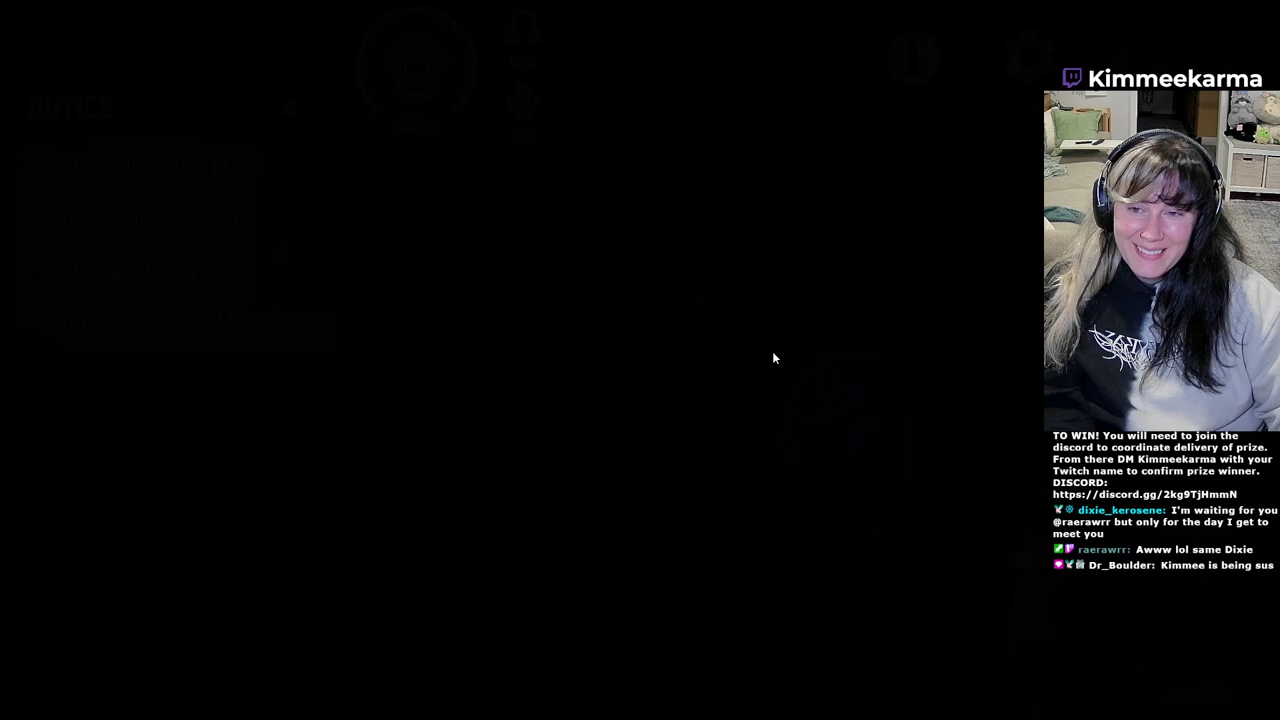 DUTIES
Kimmeekarma
TO WIN! You will need to join the
discord to coordinate delivery of prize.
From there DM Kimmeekarma with your
Twitch name to confirm prize winner.
DISCORD:
https://discord.gg/2kg9TjHmmN
dixie_kerosene: I'm waiting for you
@raerawrr but only for the day I get to
meet you
raerawrr: Awww lol same Dixie
Dr_Boulder: Kimmee is being sus